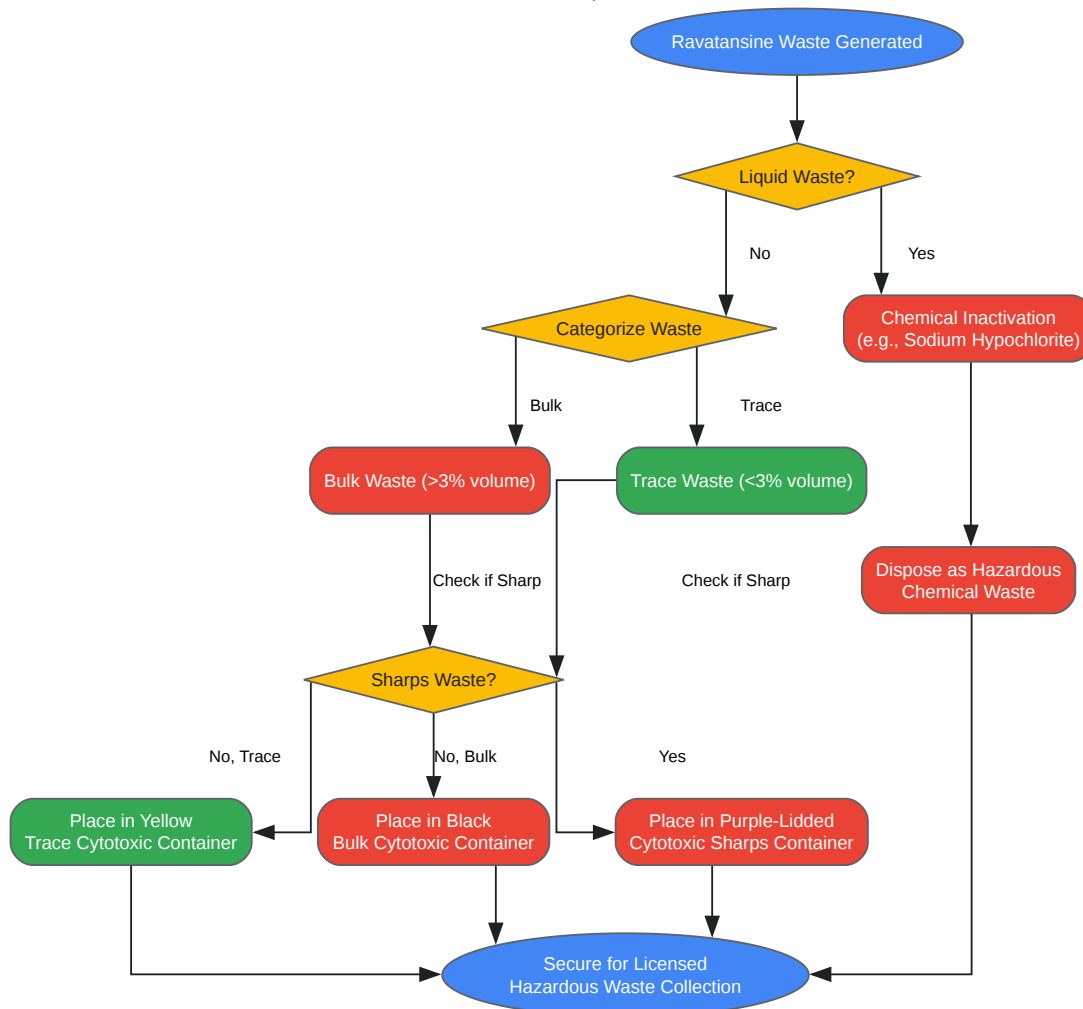 Ravatansine Waste Generated
Liquid Waste?
No
Yes
Categorize Waste
Chemical Inactivation
(e.g., Sodium Hypochlorite)
Bulk
Trace
Bulk Waste (>3% volume)
Trace Waste (<3% volume)
Check if Sharp
Check if Sharp
Dispose as Hazardous
Chemical Waste
Sharps Waste?
No, Trace
No, Bulk
Yes
Place in Yellow
Trace Cytotoxic Container
Place in Black
Bulk Cytotoxic Container
Place in Purple-Lidded
Cytotoxic Sharps Container
Secure for Licensed
Hazardous Waste Collection